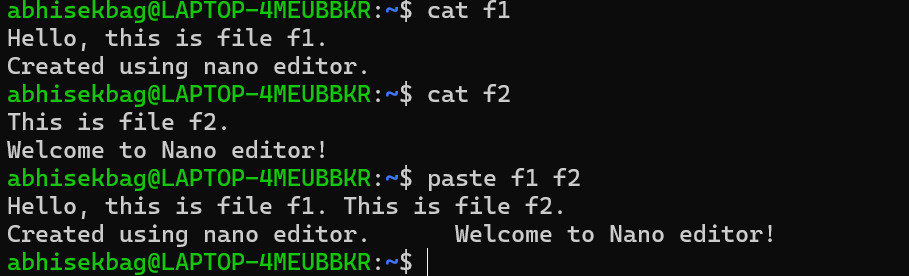 abhisekbag@LAPTOP-4MEUBBKR:~$ cat f1
Hello, this is file f1.
Created using nano editor.
abhisekbag@LAPTOP-4MEUBBKR:~$ cat f2
This is file f2.
Welcome to Nano editor!
abhisekbag@LAPTOP-4MEUBBKR:~$ paste f1 f2
Hello, this is file f1. This is file f2.
Created using nano editor.      Welcome to Nano editor!
abhisekbag@LAPTOP-4MEUBBKR:~$